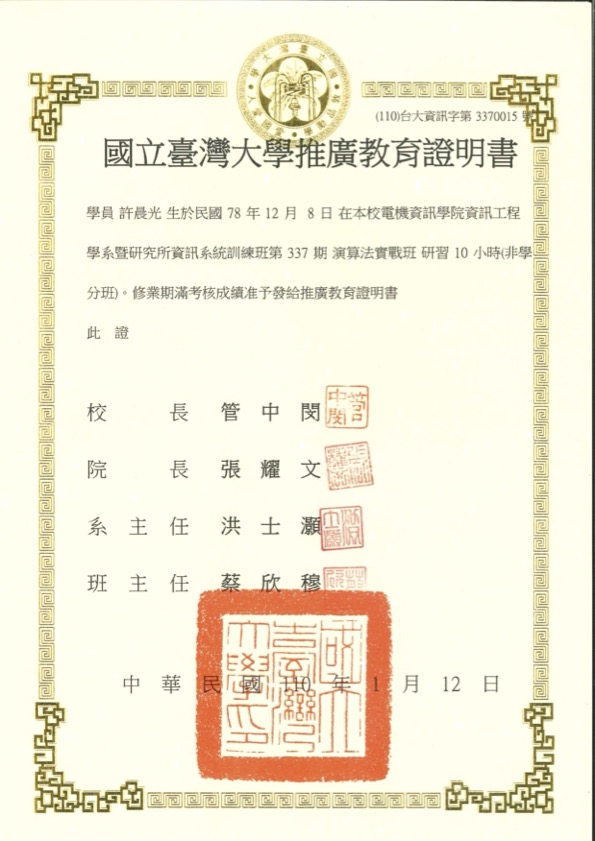 (110)台大資訊字第 3370015 號
國立臺灣大學推廣教育證明書
學員 許晨光 生於民國 78 年 12 月 8 日 在本校電機資訊學院資訊工程
學系暨研究所資訊系統訓練班第 337 期 演算法實戰班 研習 10 小時(非學
分班)。修業期滿考核成績准予發給推廣教育證明書
此 證
校 長 管 中 閔
院 長 張 耀 文
系 主 任 洪 士 灝
班 主 任 蔡 欣 穆
中 華 民 國 110 年 1 月 12 日
國立臺灣大學印